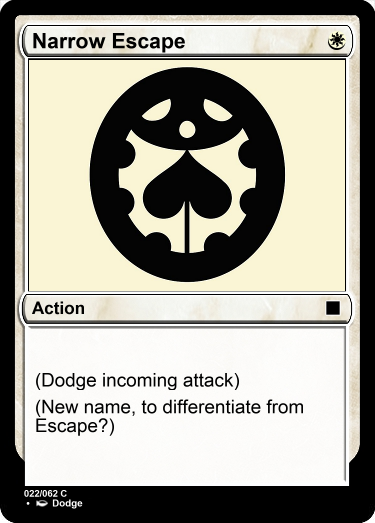 Narrow Escape
Action
(Dodge incoming attack)
(New name, to differentiate from
Escape?)
022/062 C
• Dodge